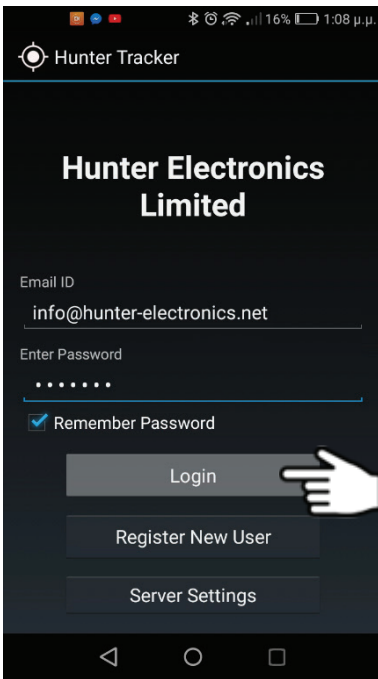 16% 1:08 μ.μ.
Hunter Tracker
Hunter Electronics
Limited
Email ID
info@hunter-electronics.net
Enter Password
•••••••
Remember Password
Login
Register New User
Server Settings